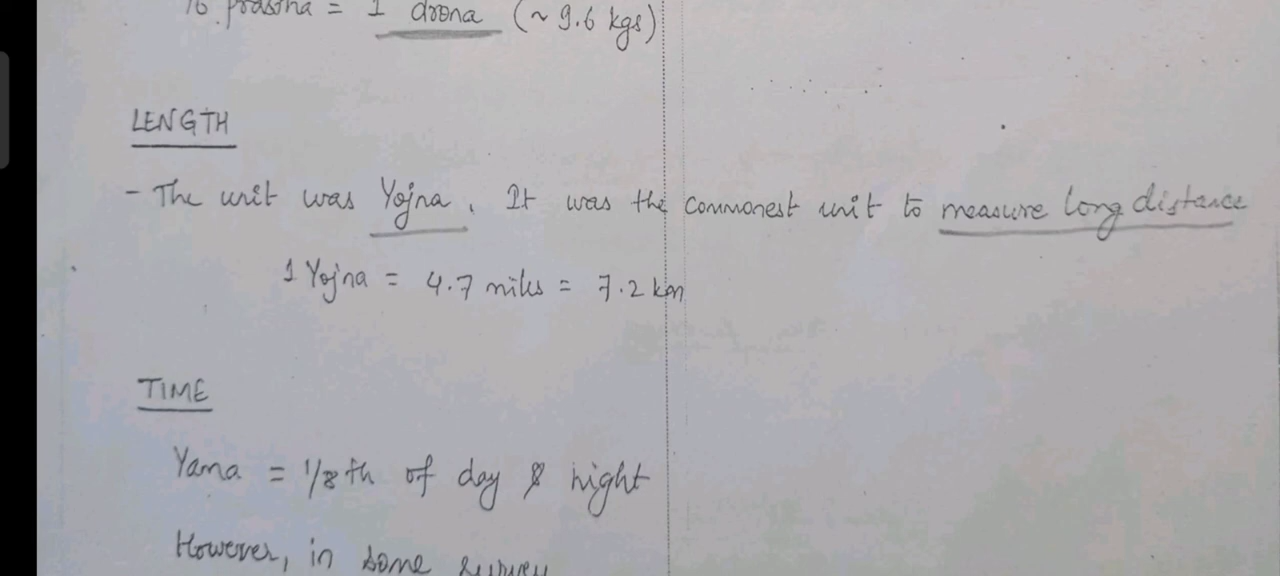 16 prastha = 1 drona (~ 9.6 kgs)
LENGTH
- The unit was Yojna. It was the commonest unit to measure long distance
1 Yojna = 4.7 miles = 7.2 km
TIME
Yama = 1/8th of day & night
However, in some survey